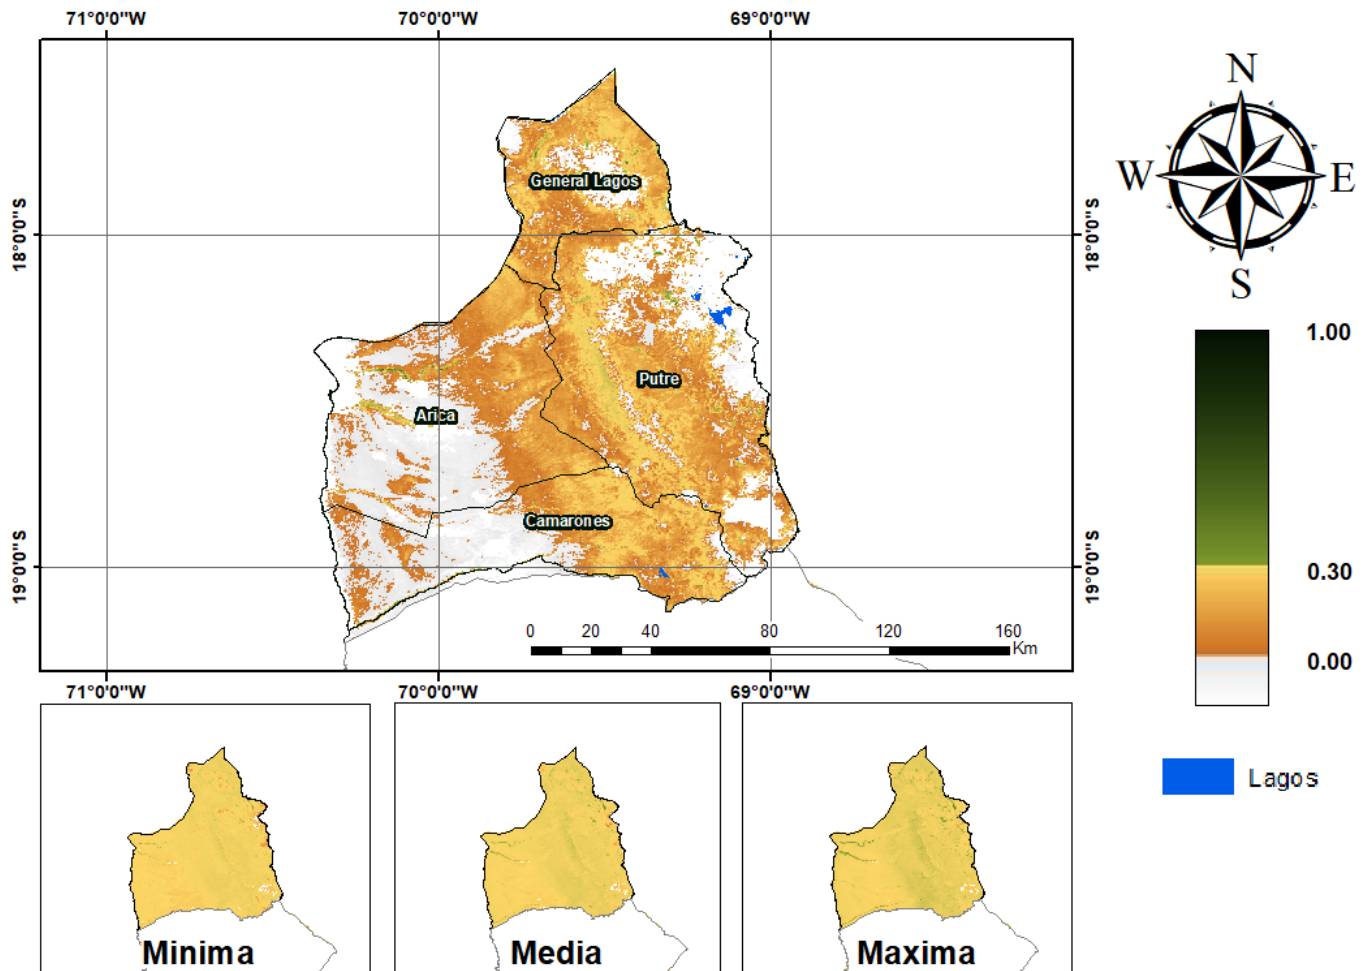 71°0'0"W 70°0'0"W 69°0'0"W
N
W E
S
18°0'0"S 18°0'0"S
General Lagos
Putre
Arica
Camarones
19°0'0"S 19°0'0"S
0 20 40 80 120 160
Km
71°0'0"W 70°0'0"W 69°0'0"W
1.00
0.30
0.00
Lagos
Minima Media Maxima